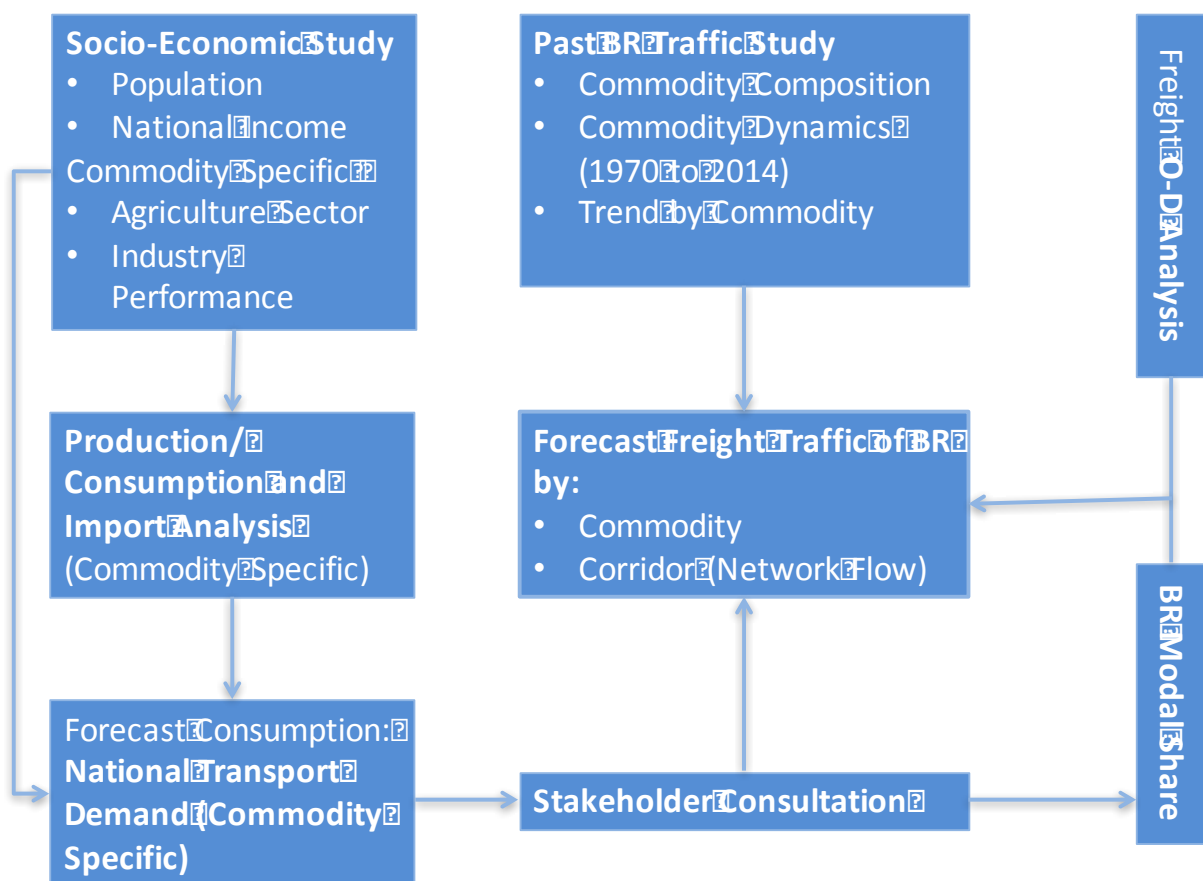 Socio-Economic Study
• Population
• National Income
Commodity Specific
• Agriculture Sector
• Industry
Performance
Past BR Traffic Study
• Commodity Composition
• Commodity Dynamics
(1970 to 2014)
• Trend by Commodity
Freight O-D Analysis
Production/
Consumption and
Import Analysis
(Commodity Specific)
Forecast Freight Traffic of BR
by:
• Commodity
• Corridor (Network Flow)
BR Modal Share
Forecast Consumption:
National Transport
Demand (Commodity
Specific)
Stakeholder Consultation